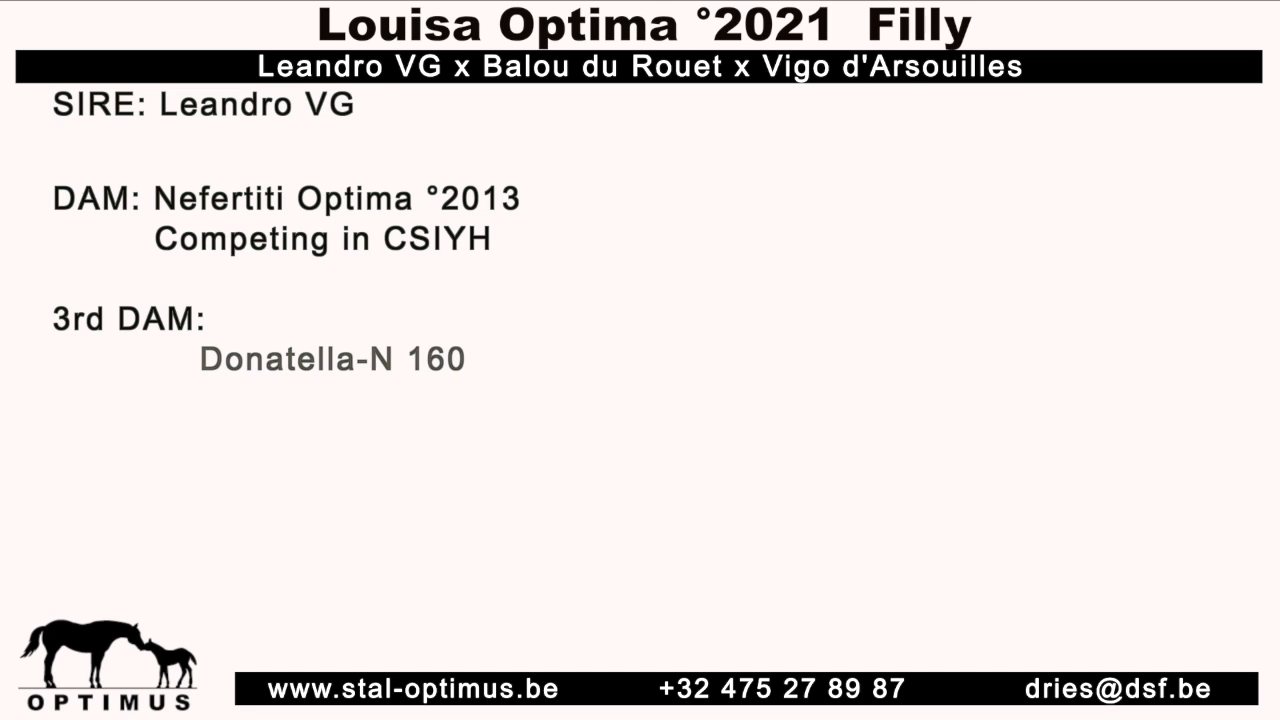 Louisa Optima °2021 Filly
Leandro VG x Balou du Rouet x Vigo d'Arsouilles
SIRE: Leandro VG
DAM: Nefertiti Optima °2013
Competing in CSIYH
3rd DAM:
Donatella-N 160
OPTIMUS
www.stal-optimus.be +32 475 27 89 87 dries@dsf.be